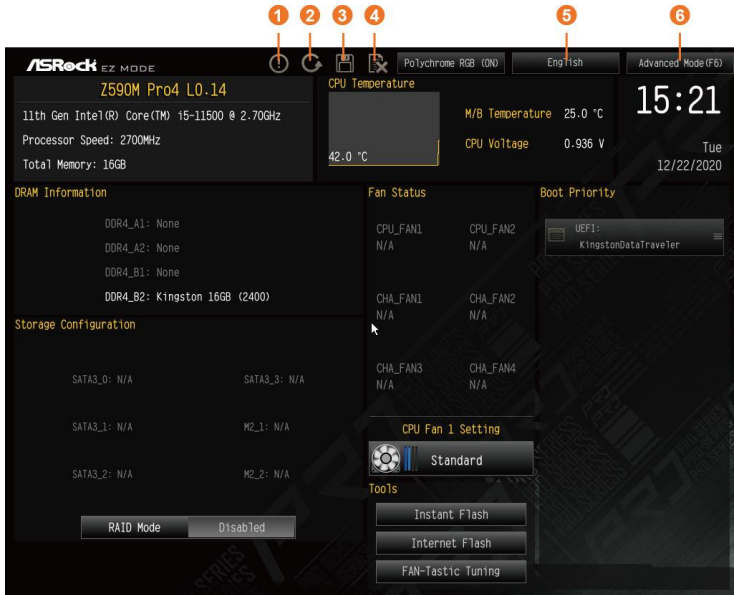 1 2 3 4 5 6
ASRock EZ MODE
Polychrome RGB (ON)
English
Advanced Mode(F6)
Z590M Pro4 L0.14
11th Gen Intel(R) Core(TM) i5-11500 @ 2.70GHz
Processor Speed: 2700MHz
Total Memory: 16GB
CPU Temperature
42.0 °C
M/B Temperature 25.0 °C
CPU Voltage 0.936 V
15:21
Tue
12/22/2020
DRAM Information
DDR4_A1: None
DDR4_A2: None
DDR4_B1: None
DDR4_B2: Kingston 16GB (2400)
Storage Configuration
SATA3_0: N/A SATA3_3: N/A
SATA3_1: N/A M2_1: N/A
SATA3_2: N/A M2_2: N/A
RAID Mode Disabled
Fan Status
CPU_FAN1 CPU_FAN2
N/A N/A
CHA_FAN1 CHA_FAN2
N/A N/A
CHA_FAN3 CHA_FAN4
N/A N/A
CPU Fan 1 Setting
Standard
Tools
Instant Flash
Internet Flash
FAN-Tastic Tuning
Boot Priority
UEFI:
KingstonDataTraveler